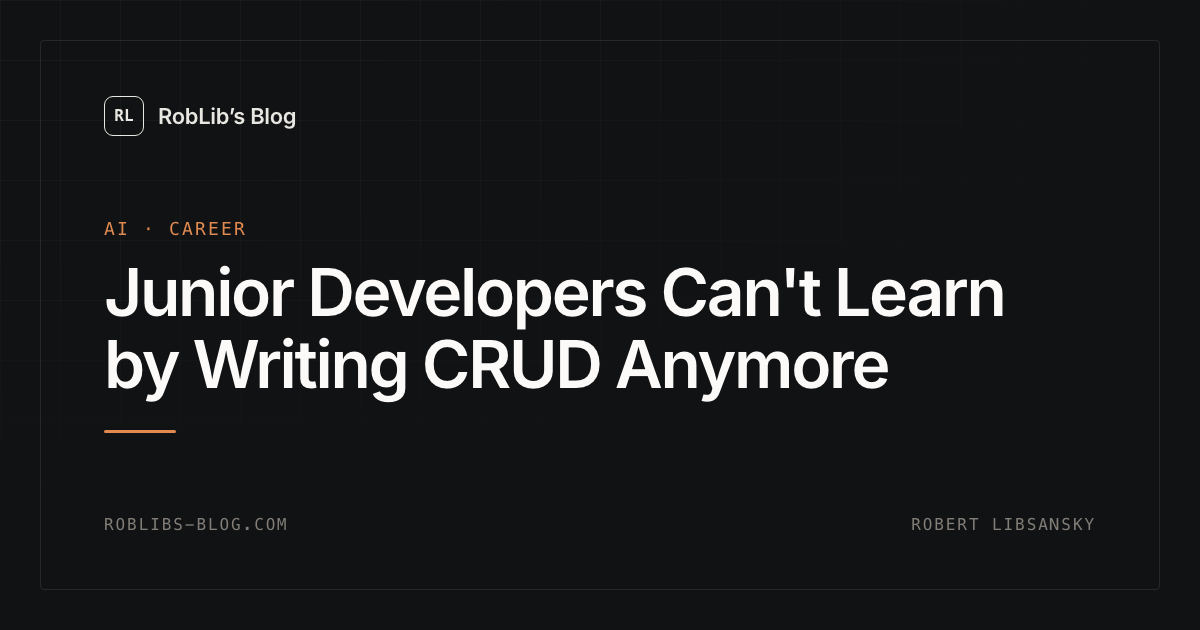 RL
RobLib’s Blog
AI · CAREER
Junior Developers Can't Learn
by Writing CRUD Anymore
ROBLIBS-BLOG.COM
ROBERT LIBSANSKY